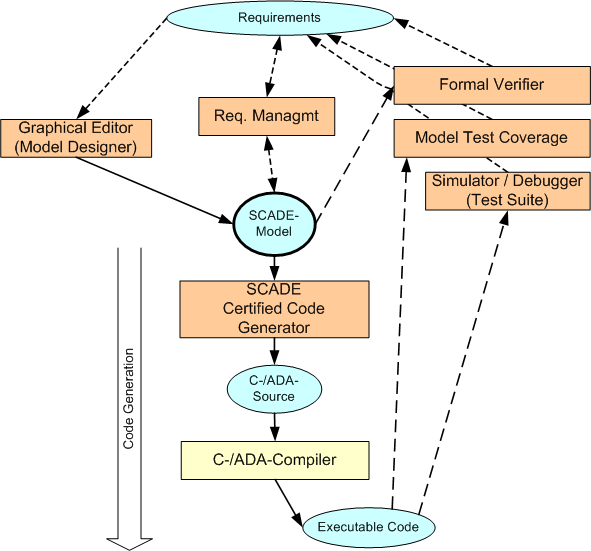 Requirements
Formal Verifier
Req. Managmt
Graphical Editor
(Model Designer)
Model Test Coverage
Simulator / Debugger
(Test Suite)
SCADE-
Model
SCADE
Certified Code
Generator
C-/ADA-
Source
Code Generation
C-/ADA-Compiler
Executable Code